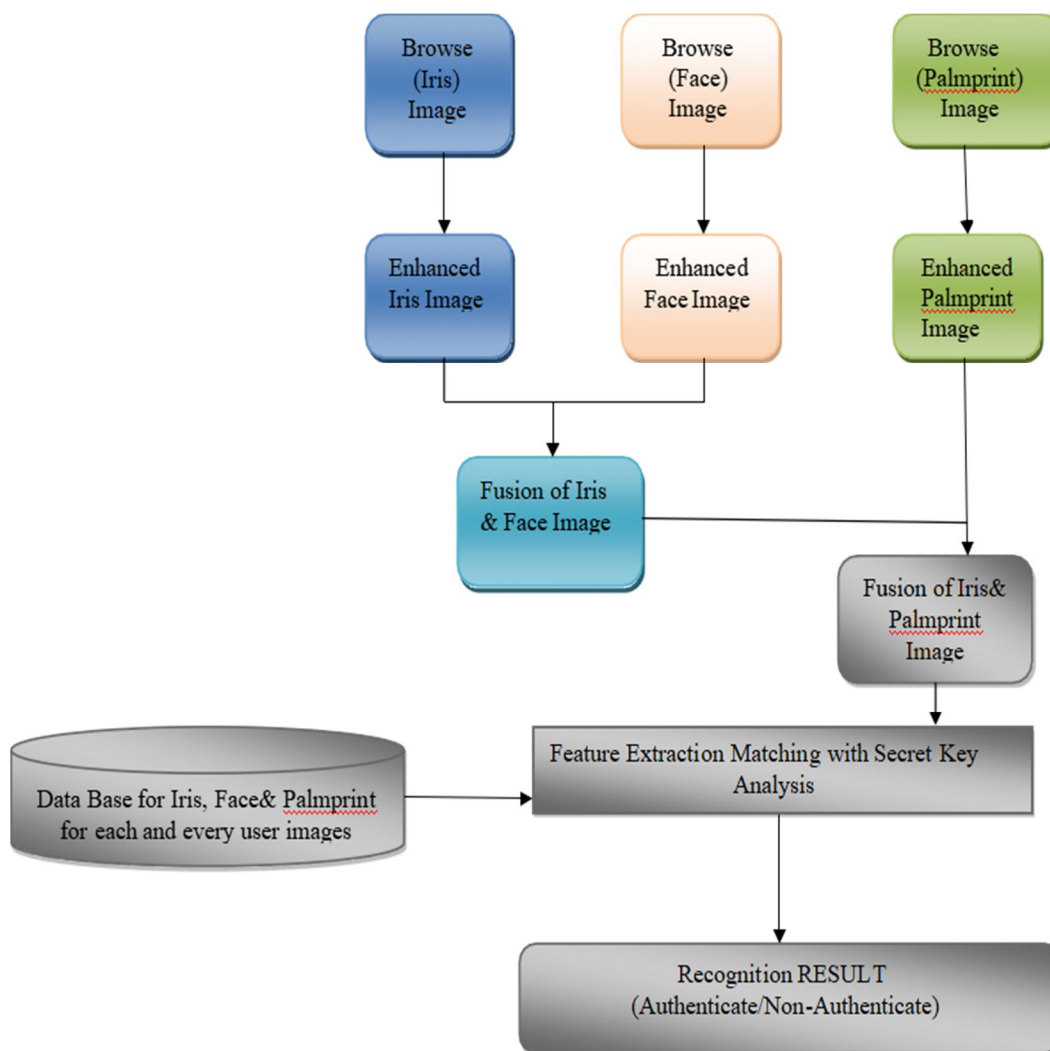 Browse
(Iris)
Image
Browse
(Face)
Image
Browse
(Palmprint)
Image
Enhanced
Iris Image
Enhanced
Face Image
Enhanced
Palmprint
Image
Fusion of Iris
& Face Image
Fusion of Iris&
Palmprint
Image
Feature Extraction Matching with Secret Key
Analysis
Data Base for Iris, Face& Palmprint
for each and every user images
Recognition RESULT
(Authenticate/Non-Authenticate)